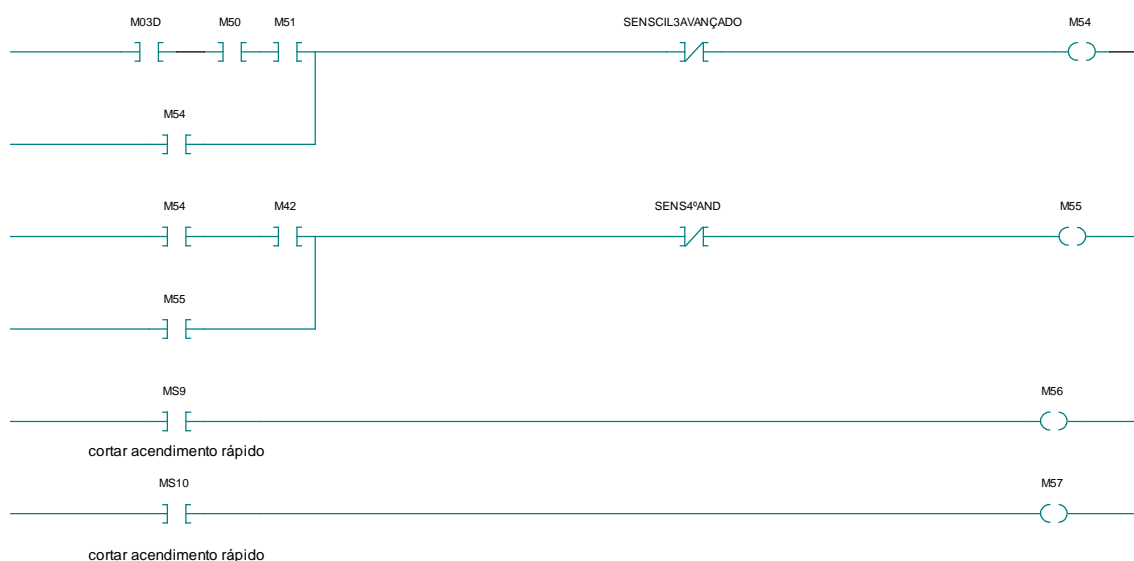 M03D M50 M51 SENSCIL3AVANÇADO M54
M54
M54 M42 SENS4ºAND M55
M55
MS9 M56
cortar acendimento rápido
MS10 M57
cortar acendimento rápido